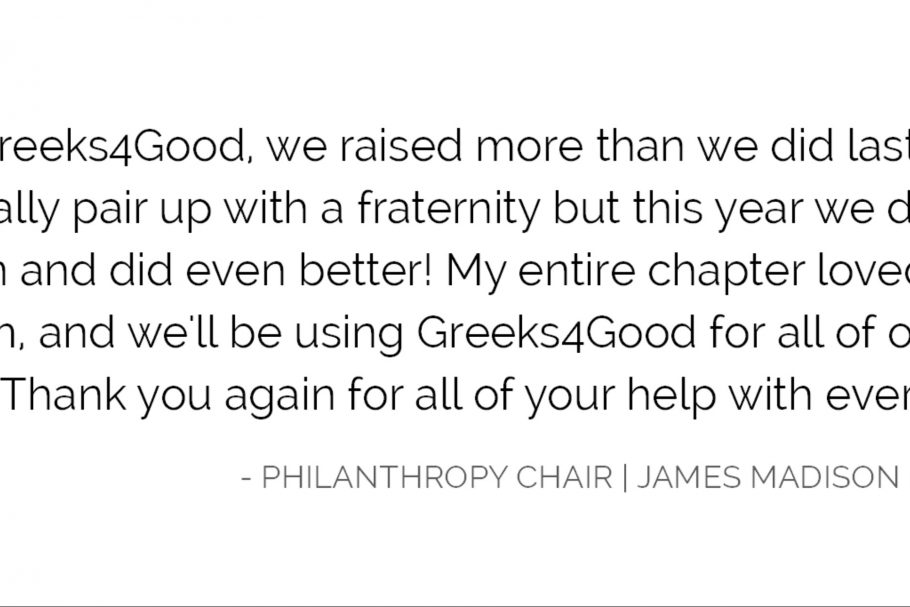 reeks4Good, we raised more than we did last
ally pair up with a fraternity but this year we d
and did even better! My entire chapter loved
, and we'll be using Greeks4Good for all of o
Thank you again for all of your help with ever
- PHILANTHROPY CHAIR | JAMES MADISON